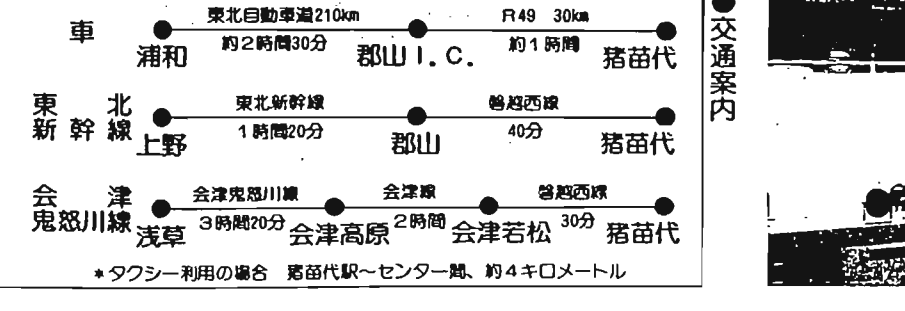 ●交通案内
車
東北自動車道210km R49 30km
約2時間30分 約1時間
浦和 郡山I.C. 猪苗代
東北新幹線
東北新幹線 磐越西線
1時間20分 40分
上野 郡山 猪苗代
会津鬼怒川線
会津鬼怒川線 会津線 磐越西線
3時間20分 2時間 30分
浅草 会津高原 会津若松 猪苗代
*タクシー利用の場合 猪苗代駅～センター間、約4キロメートル